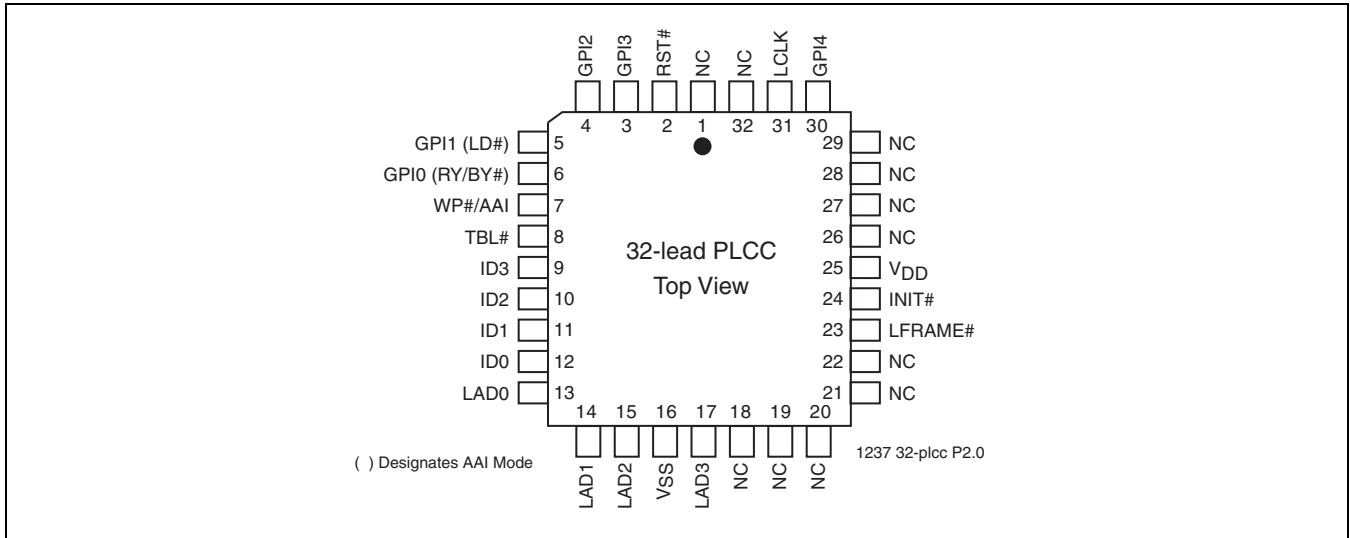 GPI2
GPI3
RST#
NC
NC
LCLK
GPI4
4
3
2
1
32
31
30
GPI1 (LD#)
5
29
NC
GPI0 (RY/BY#)
6
28
NC
WP#/AAI
7
27
NC
TBL#
8
26
NC
32-lead PLCC
Top View
ID3
9
25
VDD
ID2
10
24
INIT#
ID1
11
23
LFRAME#
ID0
12
22
NC
LAD0
13
21
NC
14
15
16
17
18
19
20
LAD1
LAD2
VSS
LAD3
NC
NC
NC
( ) Designates AAI Mode
1237 32-plcc P2.0